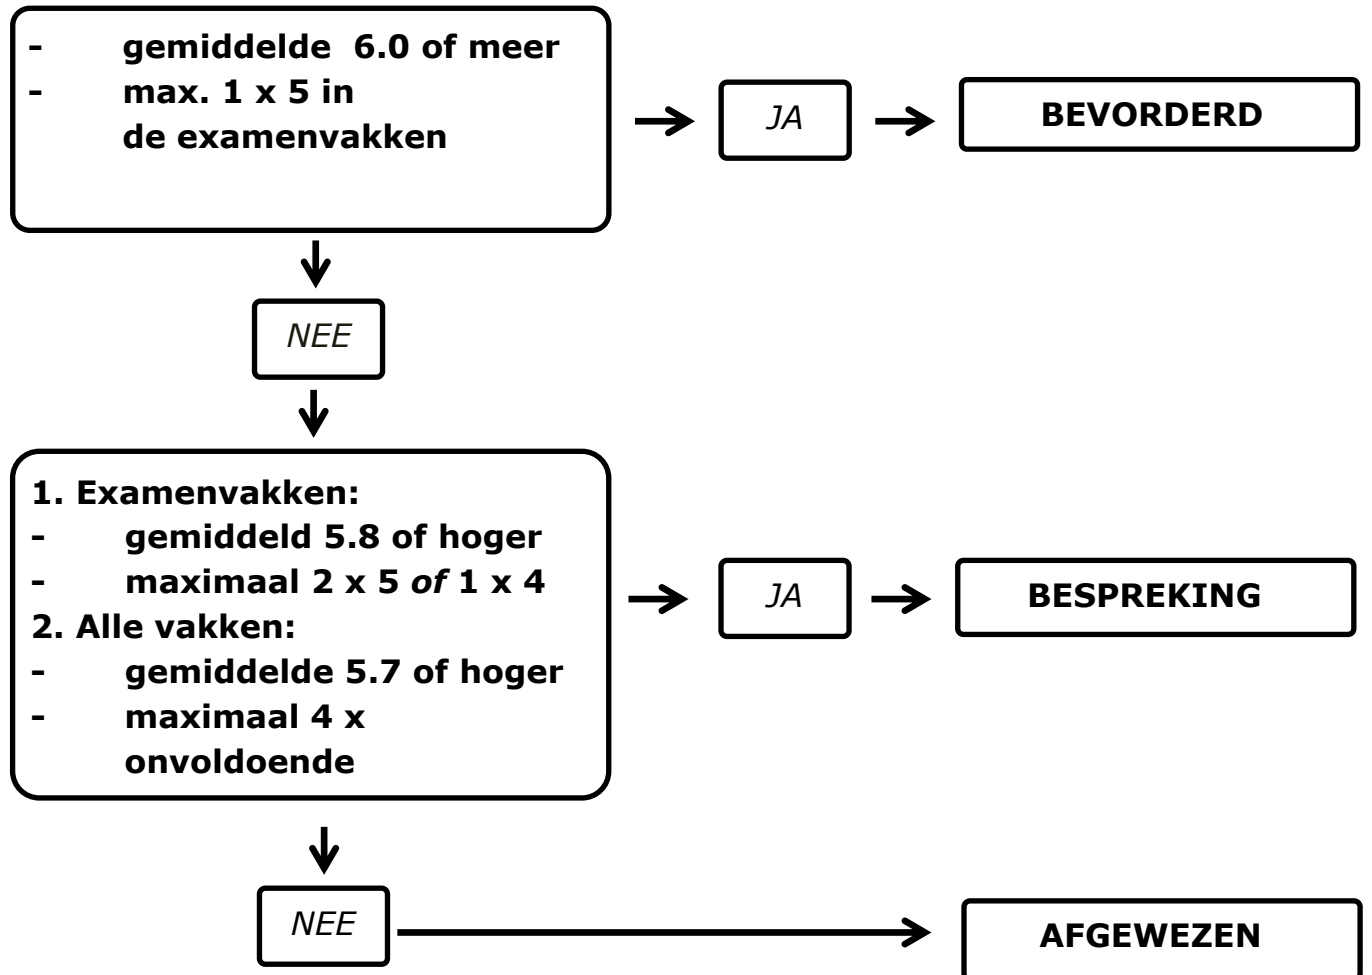 - gemiddelde 6.0 of meer
- max. 1 x 5 in
de examenvakken
JA
BEVORDERD
NEE
1. Examenvakken:
- gemiddeld 5.8 of hoger
- maximaal 2 x 5 of 1 x 4
2. Alle vakken:
- gemiddelde 5.7 of hoger
- maximaal 4 x
onvoldoende
JA
BESPREKING
NEE
AFGEWEZEN